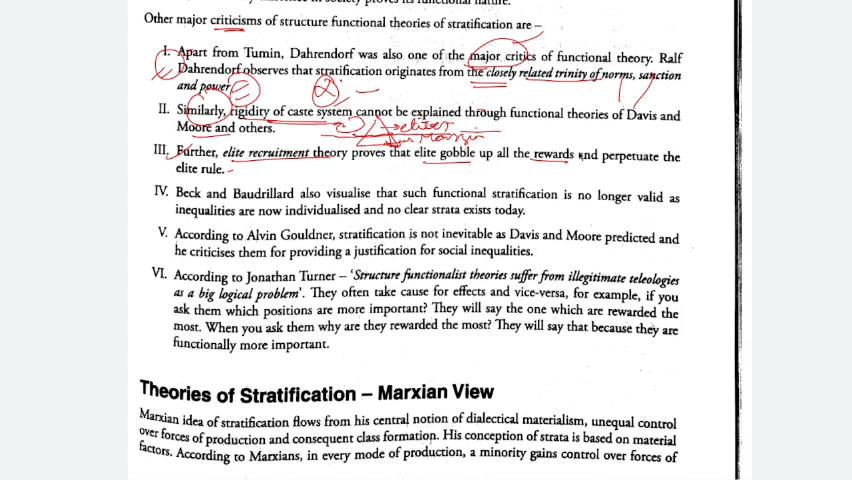 Other major criticisms of structure functional theories of stratification are –
I. Apart from Tumin, Dahrendorf was also one of the major critics of functional theory. Ralf
Dahrendorf observes that stratification originates from the closely related trinity of norms, sanction
and power.
II. Similarly, rigidity of caste system cannot be explained through functional theories of Davis and
Moore and others.
III. Further, elite recruitment theory proves that elite gobble up all the rewards and perpetuate the
elite rule.
IV. Beck and Baudrillard also visualise that such functional stratification is no longer valid as
inequalities are now individualised and no clear strata exists today.
V. According to Alvin Gouldner, stratification is not inevitable as Davis and Moore predicted and
he criticises them for providing a justification for social inequalities.
VI. According to Jonathan Turner – 'Structure functionalist theories suffer from illegitimate teleologies
as a big logical problem'. They often take cause for effects and vice-versa, for example, if you
ask them which positions are more important? They will say the one which are rewarded the
most. When you ask them why are they rewarded the most? They will say that because they are
functionally more important.
Theories of Stratification – Marxian View
Marxian idea of stratification flows from his central notion of dialectical materialism, unequal control
over forces of production and consequent class formation. His conception of strata is based on material
factors. According to Marxians, in every mode of production, a minority gains control over forces of